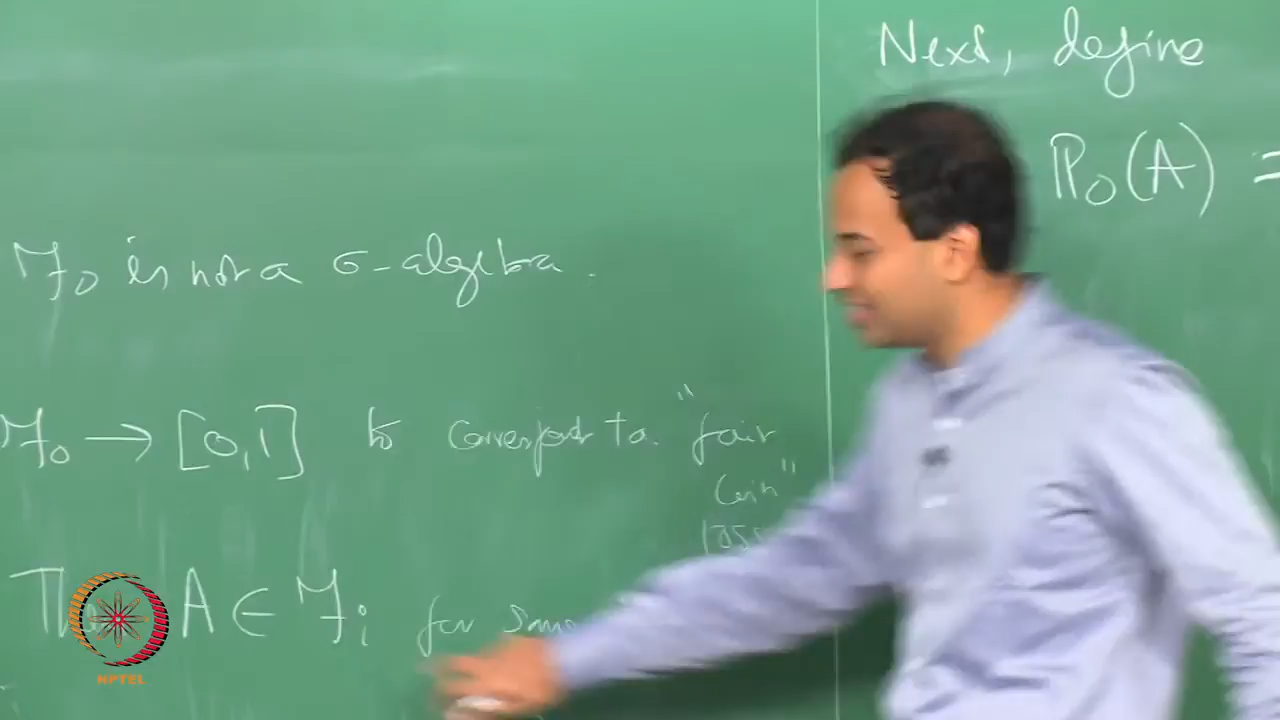 Next, define
ℙ₀(A) =
ℱ₀ is not a σ-algebra.
ℱ₀ → [0,1] to correspond to "fair
Coin"
toss
A ∈ ℱᵢ for some
NPTEL